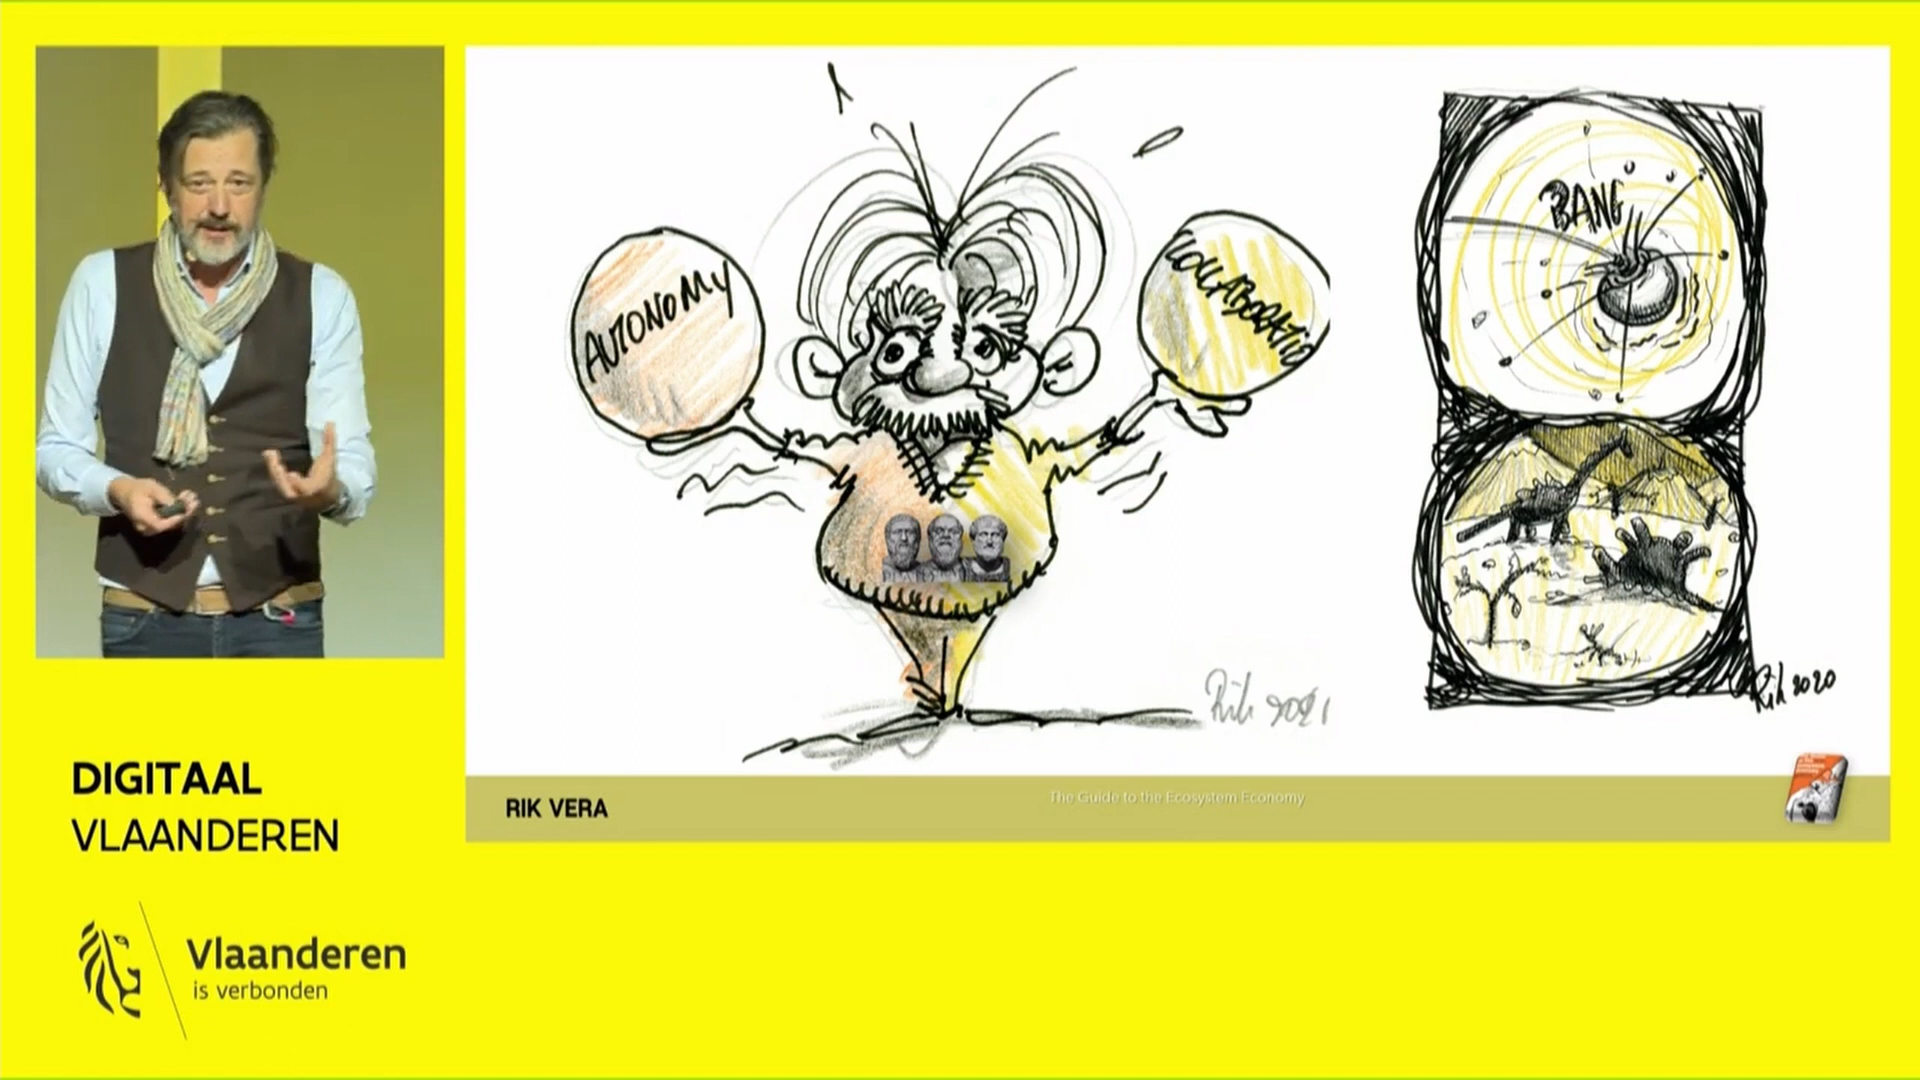 AUTONOMY
COLLABORATIO
BANG
Rik 2021
Rik 2020
RIK VERA
The Guide to the Ecosystem Economy
DIGITAAL
VLAANDEREN
Vlaanderen
is verbonden